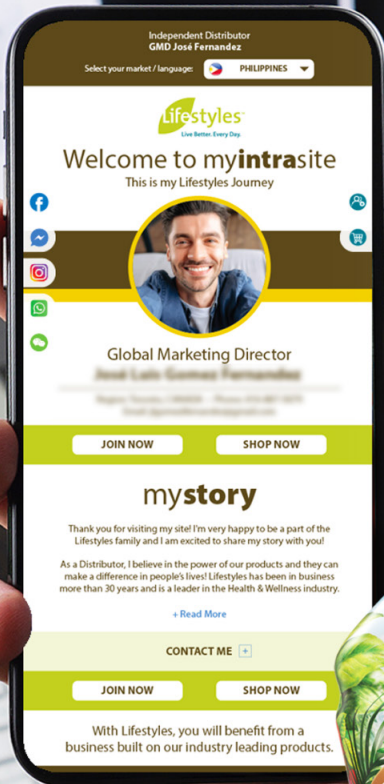 Independent Distributor
GMD José Fernandez
Select your market / language:
PHILIPPINES
Lifestyles
Live Better. Every Day.
Welcome to myintrasite
This is my Lifestyles Journey
Global Marketing Director
JOIN NOW
SHOP NOW
mystory
Thank you for visiting my site! I'm very happy to be a part of the
Lifestyles family and I am excited to share my story with you!
As a Distributor, I believe in the power of our products and they can
make a difference in people's lives! Lifestyles has been in business
more than 30 years and is a leader in the Health & Wellness industry.
+ Read More
CONTACT ME +
JOIN NOW
SHOP NOW
With Lifestyles, you will benefit from a
business built on our industry leading products.